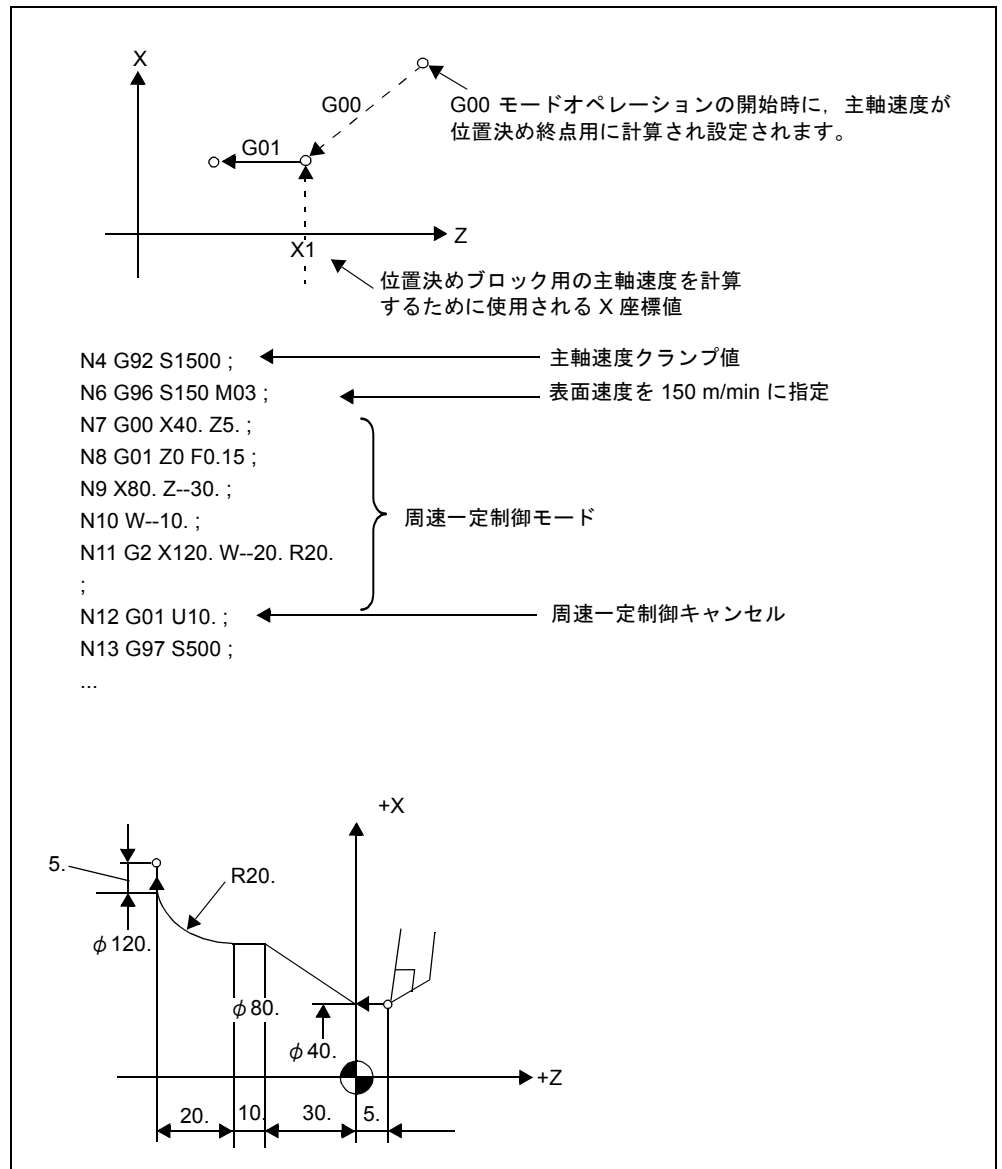 X
G00
G00 モードオペレーションの開始時に，主軸速度が
位置決め終点用に計算され設定されます。
G01
Z
X1
位置決めブロック用の主軸速度を計算
するために使用される X 座標値
N4 G92 S1500 ;
主軸速度クランプ値
N6 G96 S150 M03 ;
表面速度を 150 m/min に指定
N7 G00 X40. Z5. ;
N8 G01 Z0 F0.15 ;
N9 X80. Z--30. ;
N10 W--10. ;
周速一定制御モード
N11 G2 X120. W--20. R20.
;
N12 G01 U10. ;
周速一定制御キャンセル
N13 G97 S500 ;
...
+X
5.
R20.
φ120.
φ80.
φ40.
+Z
20.
10.
30.
5.